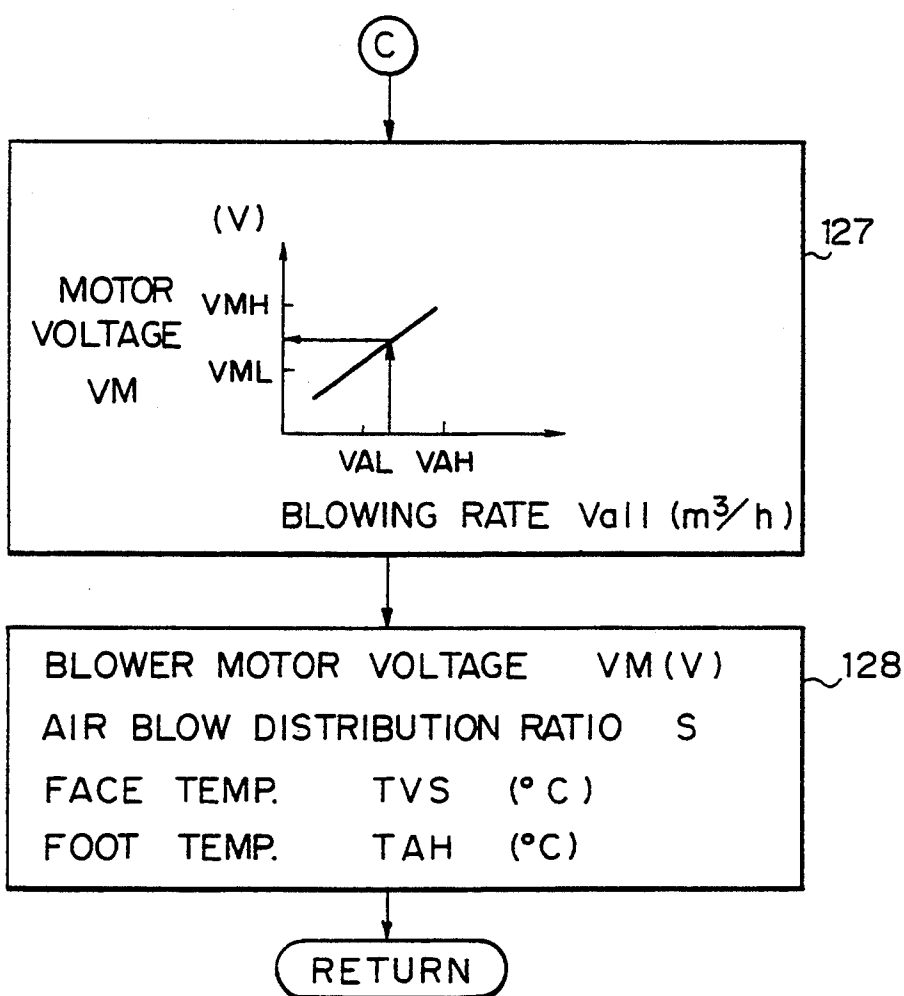 C
(V)
127
MOTOR
VOLTAGE
VM
VMH
VML
VAL VAH
BLOWING RATE Vall (m³/h)
BLOWER MOTOR VOLTAGE VM(V)
128
AIR BLOW DISTRIBUTION RATIO S
FACE TEMP. TVS (°C)
FOOT TEMP. TAH (°C)
RETURN